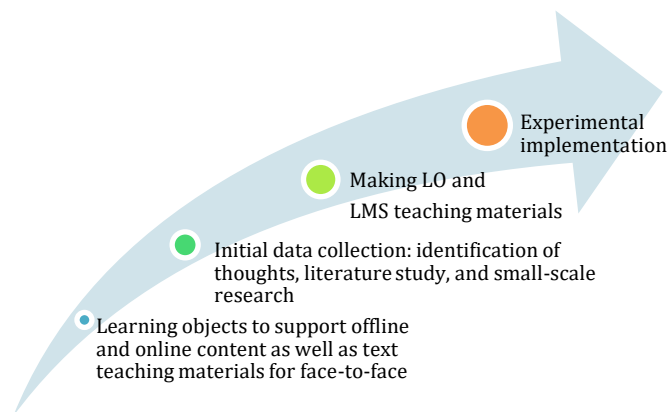 Experimental
implementation
Making LO and
LMS teaching materials
Initial data collection: identification of
thoughts, literature study, and small-scale
research
Learning objects to support offline
and online content as well as text
teaching materials for face-to-face